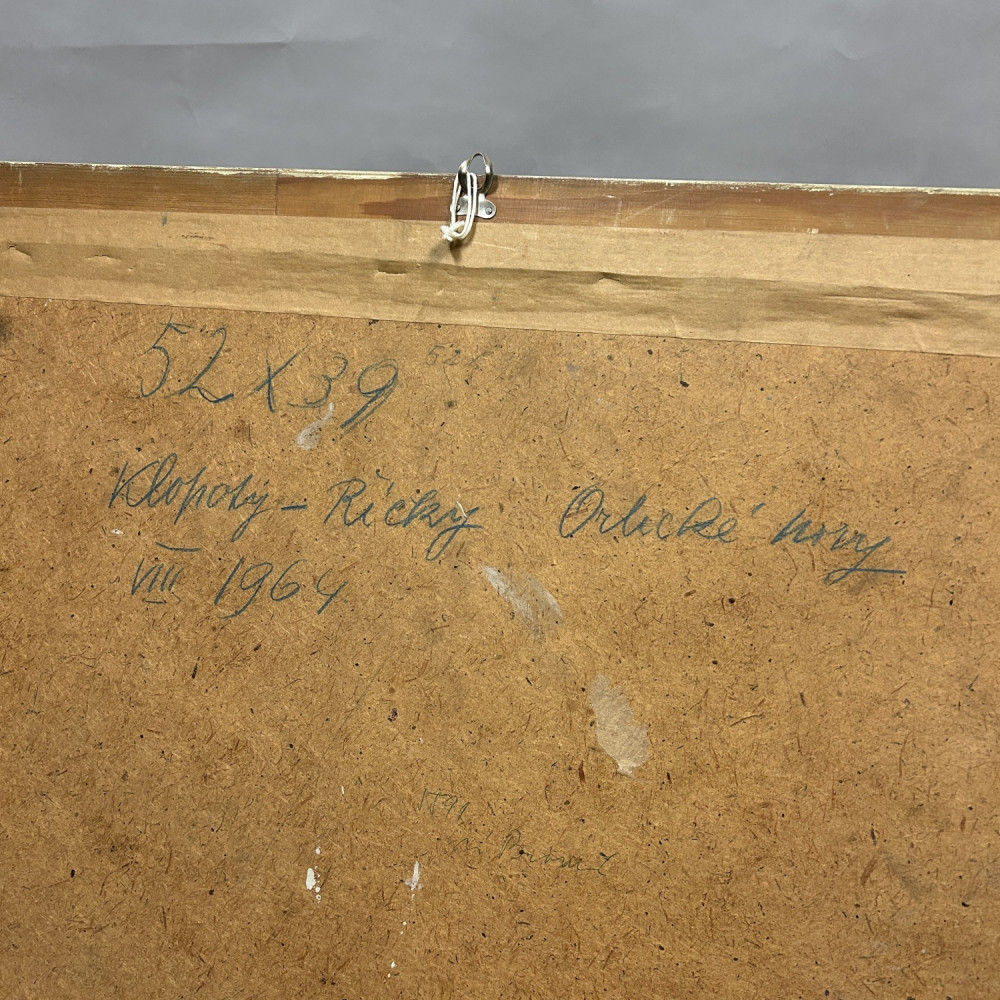 52 x 39
Klopoty - Říčky Orlické hory
VIII 1964